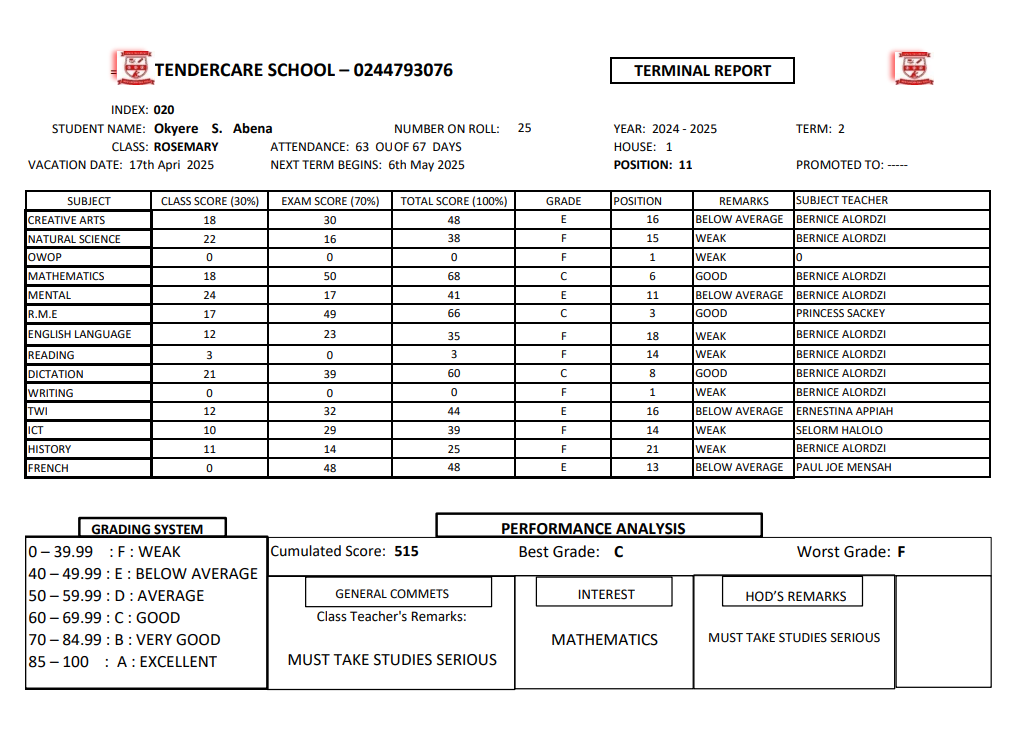 TENDERCARE SCHOOL – 0244793076
TERMINAL REPORT
INDEX: 020
STUDENT NAME: Okyere S. Abena NUMBER ON ROLL: 25 YEAR: 2024 - 2025 TERM: 2
CLASS: ROSEMARY ATTENDANCE: 63 OU OF 67 DAYS HOUSE: 1
VACATION DATE: 17th Apri 2025 NEXT TERM BEGINS: 6th May 2025 POSITION: 11 PROMOTED TO: -----
SUBJECT CLASS SCORE (30%) EXAM SCORE (70%) TOTAL SCORE (100%) GRADE POSITION REMARKS SUBJECT TEACHER
CREATIVE ARTS 18 30 48 E 16 BELOW AVERAGE BERNICE ALORDZI
NATURAL SCIENCE 22 16 38 F 15 WEAK BERNICE ALORDZI
OWOP 0 0 0 F 1 WEAK 0
MATHEMATICS 18 50 68 C 6 GOOD BERNICE ALORDZI
MENTAL 24 17 41 E 11 BELOW AVERAGE BERNICE ALORDZI
R.M.E 17 49 66 C 3 GOOD PRINCESS SACKEY
ENGLISH LANGUAGE 12 23 35 F 18 WEAK BERNICE ALORDZI
READING 3 0 3 F 14 WEAK BERNICE ALORDZI
DICTATION 21 39 60 C 8 GOOD BERNICE ALORDZI
WRITING 0 0 0 F 1 WEAK BERNICE ALORDZI
TWI 12 32 44 E 16 BELOW AVERAGE ERNESTINA APPIAH
ICT 10 29 39 F 14 WEAK SELORM HALOLO
HISTORY 11 14 25 F 21 WEAK BERNICE ALORDZI
FRENCH 0 48 48 E 13 BELOW AVERAGE PAUL JOE MENSAH
GRADING SYSTEM
0 – 39.99 : F : WEAK
40 – 49.99 : E : BELOW AVERAGE
50 – 59.99 : D : AVERAGE
60 – 69.99 : C : GOOD
70 – 84.99 : B : VERY GOOD
85 – 100 : A : EXCELLENT
PERFORMANCE ANALYSIS
Cumulated Score: 515 Best Grade: C Worst Grade: F
GENERAL COMMETS
Class Teacher's Remarks:
MUST TAKE STUDIES SERIOUS
INTEREST
MATHEMATICS
HOD'S REMARKS
MUST TAKE STUDIES SERIOUS